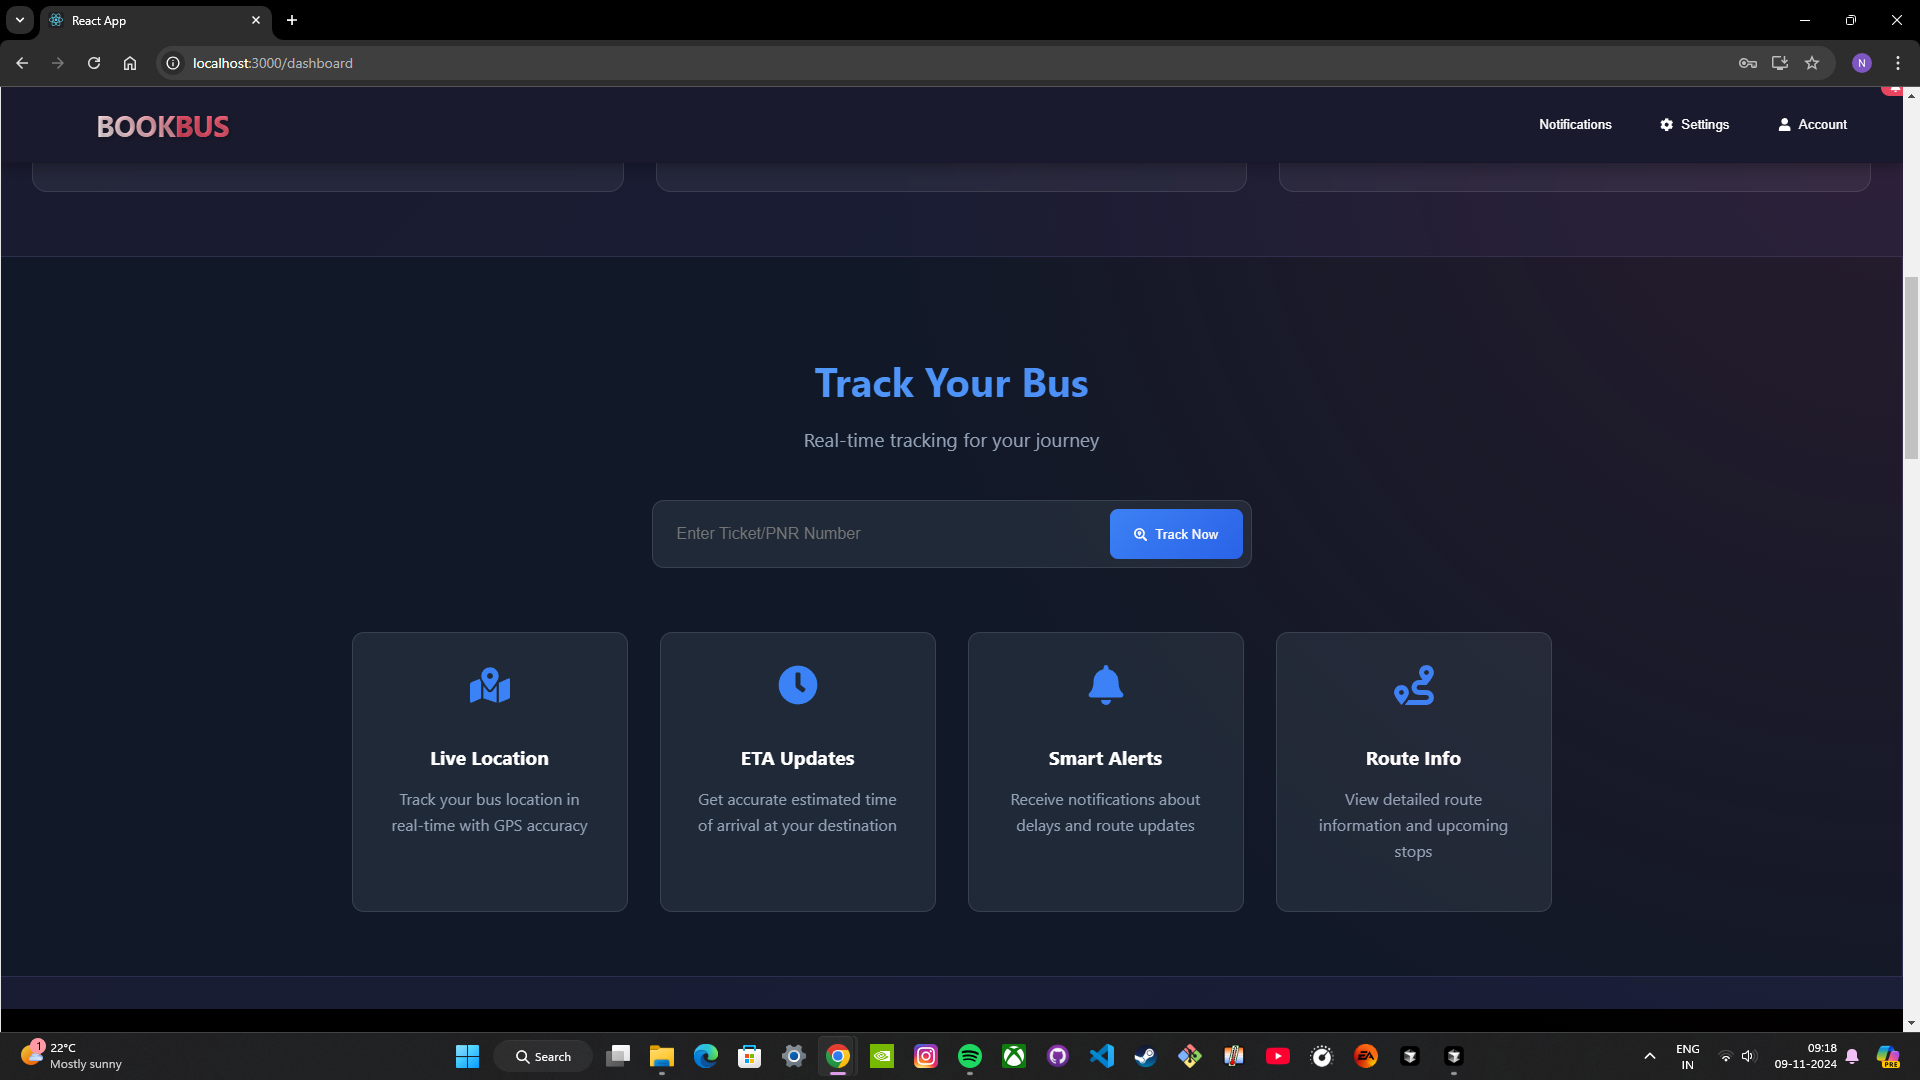 React App
localhost:3000/dashboard
N
BOOKBUS
Notifications
Settings
Account
Track Your Bus
Real-time tracking for your journey
Enter Ticket/PNR Number
Track Now
Live Location
Track your bus location in
real-time with GPS accuracy
ETA Updates
Get accurate estimated time
of arrival at your destination
Smart Alerts
Receive notifications about
delays and route updates
Route Info
View detailed route
information and upcoming
stops
1
22°C
Mostly sunny
Search
EA
ENG
IN
09:18
09-11-2024
PRE